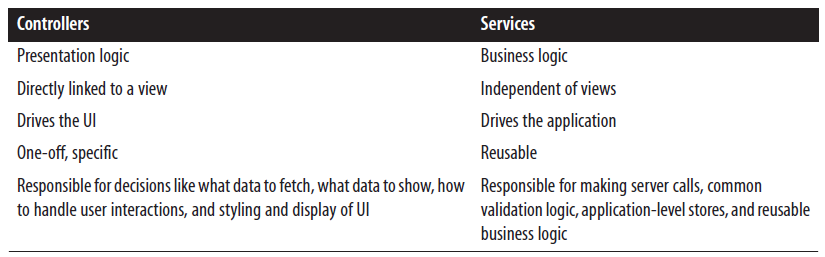 Controllers Services
Presentation logic Business logic
Directly linked to a view Independent of views
Drives the UI Drives the application
One-off, specific Reusable
Responsible for decisions like what data to fetch, what data to show, how Responsible for making server calls, common
to handle user interactions, and styling and display of UI validation logic, application-level stores, and reusable
business logic